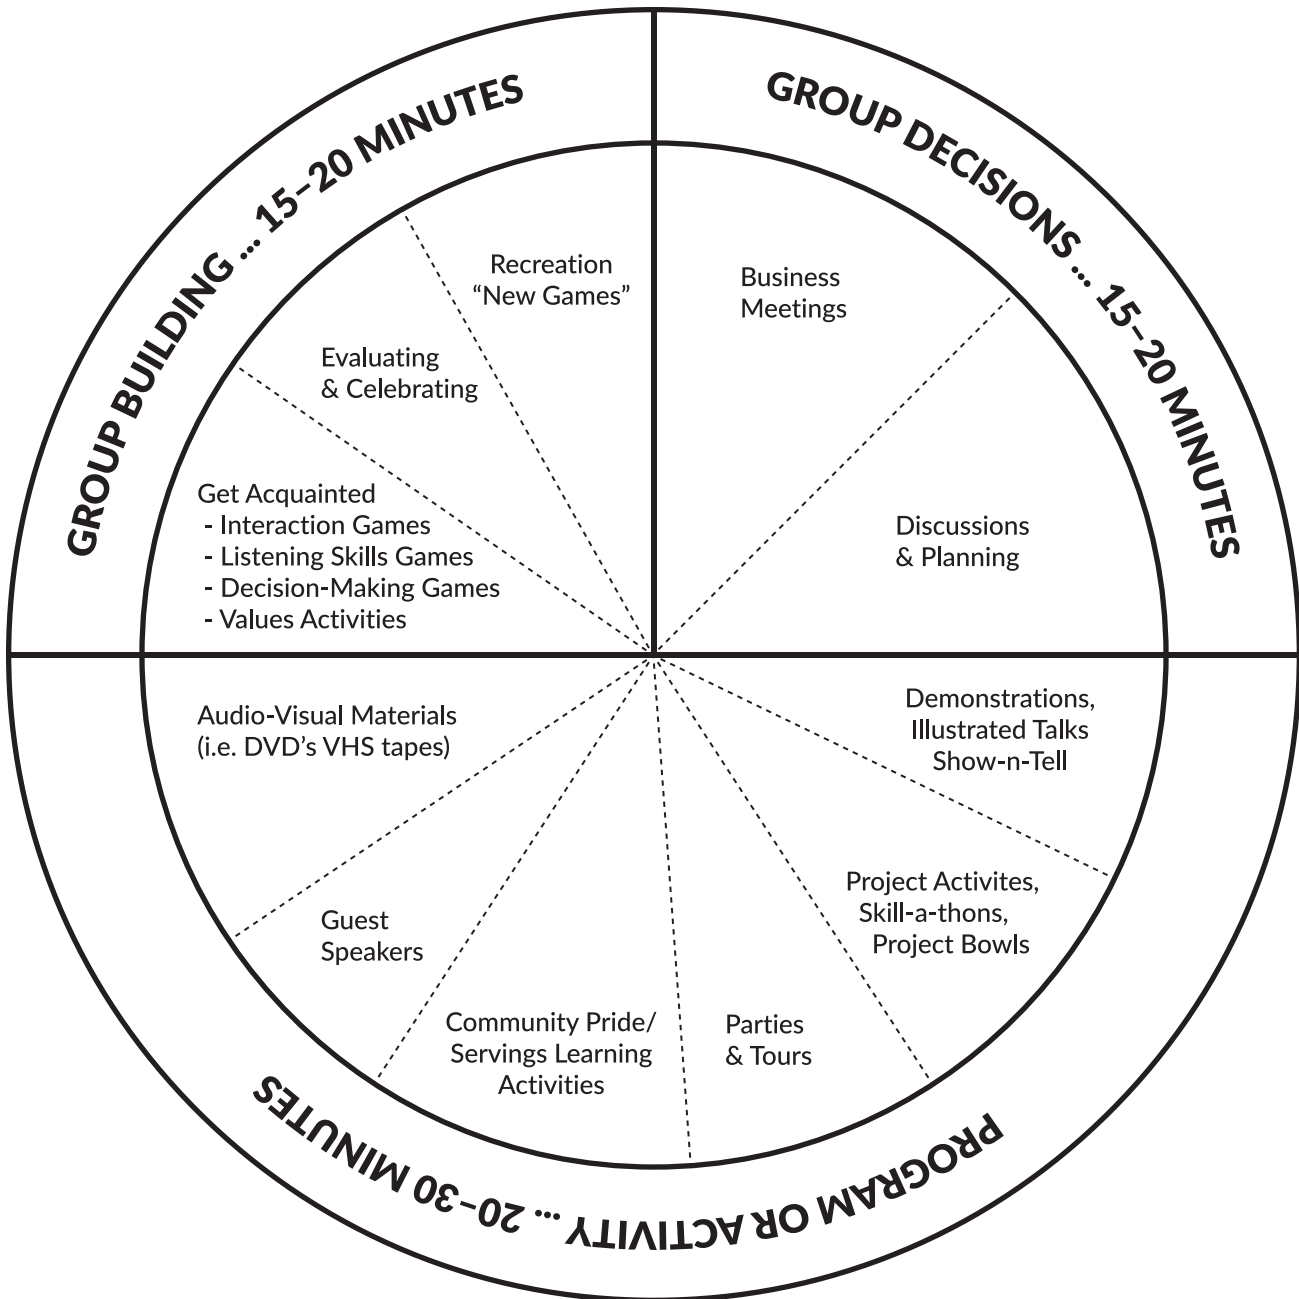 GROUP BUILDING ... 15–20 MINUTES
GROUP DECISIONS ... 15–20 MINUTES
Recreation
“New Games”
Evaluating
& Celebrating
Get Acquainted
- Interaction Games
- Listening Skills Games
- Decision-Making Games
- Values Activities
Business
Meetings
Discussions
& Planning
Audio-Visual Materials
(i.e. DVD’s VHS tapes)
Guest
Speakers
Community Pride/
Servings Learning
Activities
Parties
& Tours
Project Activites,
Skill-a-thons,
Project Bowls
Demonstrations,
Illustrated Talks
Show-n-Tell
PROGRAM OR ACTIVITY ... 20–30 MINUTES